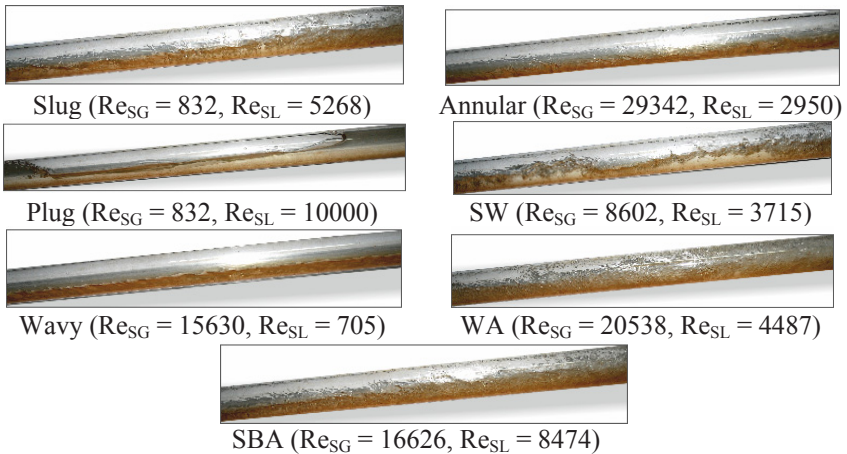 Slug (Re_SG = 832, Re_SL = 5268)
Annular (Re_SG = 29342, Re_SL = 2950)
Plug (Re_SG = 832, Re_SL = 10000)
SW (Re_SG = 8602, Re_SL = 3715)
Wavy (Re_SG = 15630, Re_SL = 705)
WA (Re_SG = 20538, Re_SL = 4487)
SBA (Re_SG = 16626, Re_SL = 8474)